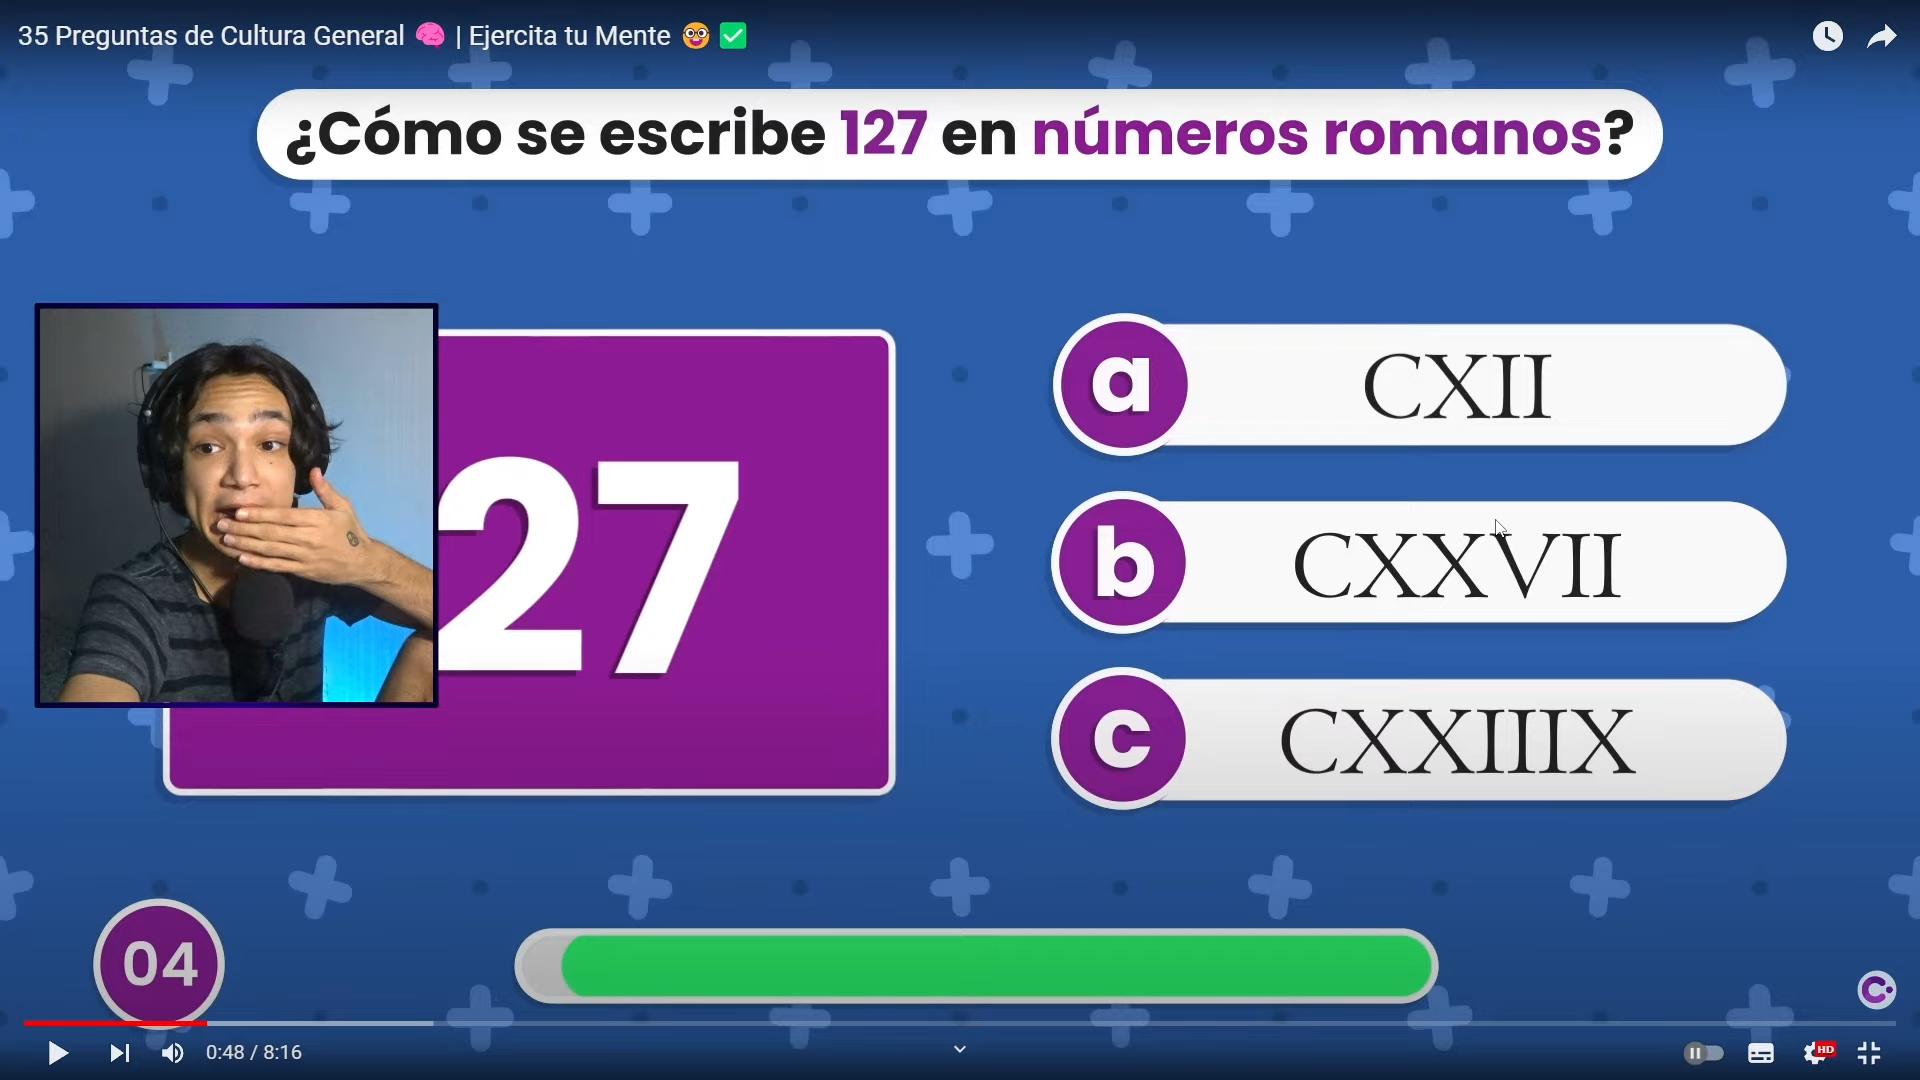 35 Preguntas de Cultura General 🧠 | Ejercita tu Mente 🤓 ✅
¿Cómo se escribe 127 en números romanos?
27
a CXII
b CXXVII
c CXXIIIX
04
0:48 / 8:16
HD